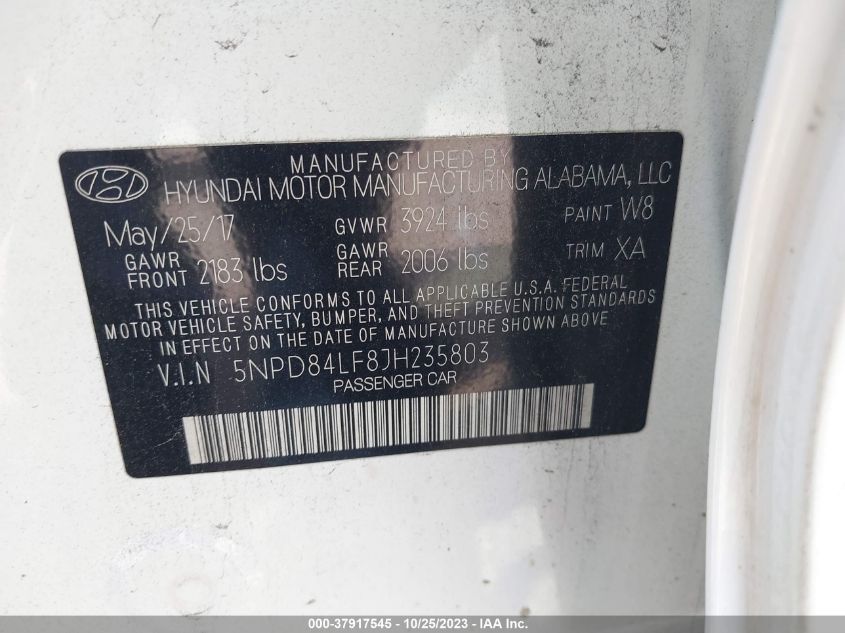 MANUFACTURED BY
HYUNDAI MOTOR MANUFACTURING ALABAMA, LLC
May/25/17 GVWR 3924 lbs PAINT W8
GAWR FRONT 2183 lbs GAWR REAR 2006 lbs TRIM XA
THIS VEHICLE CONFORMS TO ALL APPLICABLE U.S.A. FEDERAL
MOTOR VEHICLE SAFETY, BUMPER, AND THEFT PREVENTION STANDARDS
IN EFFECT ON THE DATE OF MANUFACTURE SHOWN ABOVE
V.I.N 5NPD84LF8JH235803
PASSENGER CAR
000-37917545 - 10/25/2023 - IAA Inc.